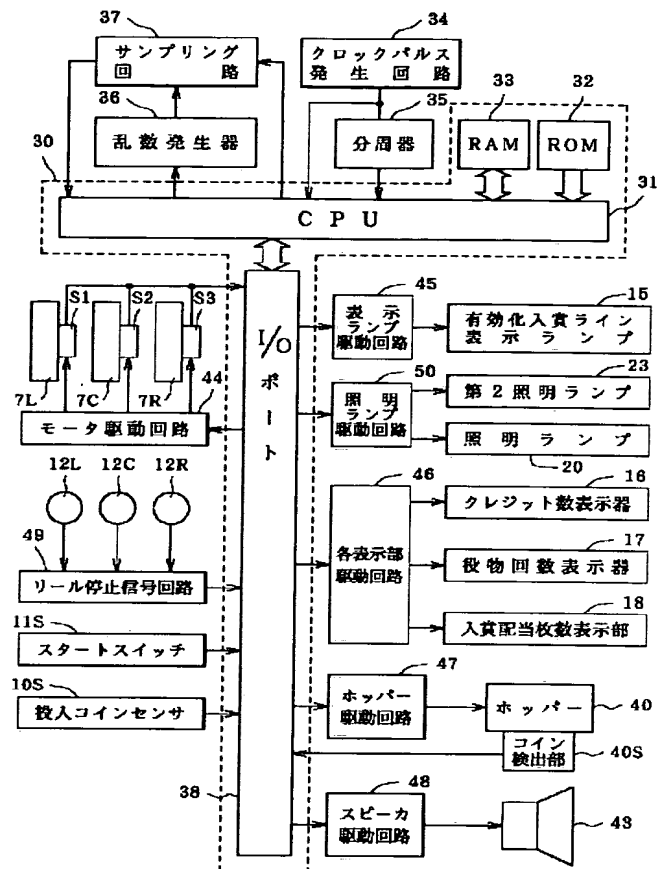 37
サンプリング
回路
34
クロックパルス
発生回路
36
乱数発生器
35
分周器
33
RAM
32
ROM
30
CPU
31
S1
S2
S3
7L
7C
7R
44
モータ駆動回路
12L
12C
12R
49
リール停止信号回路
11S
スタートスイッチ
10S
投入コインセンサ
38
I/O
ポート
45
表示
ランプ
駆動回路
15
有効化入賞ライン
表示ランプ
50
照明
ランプ
駆動回路
23
第2照明ランプ
照明ランプ
20
46
各表示部
駆動回路
16
クレジット数表示器
17
役物回数表示器
18
入賞配当枚数表示部
47
ホッパー
駆動回路
ホッパー
40
コイン
検出部
40S
48
スピーカ
駆動回路
43